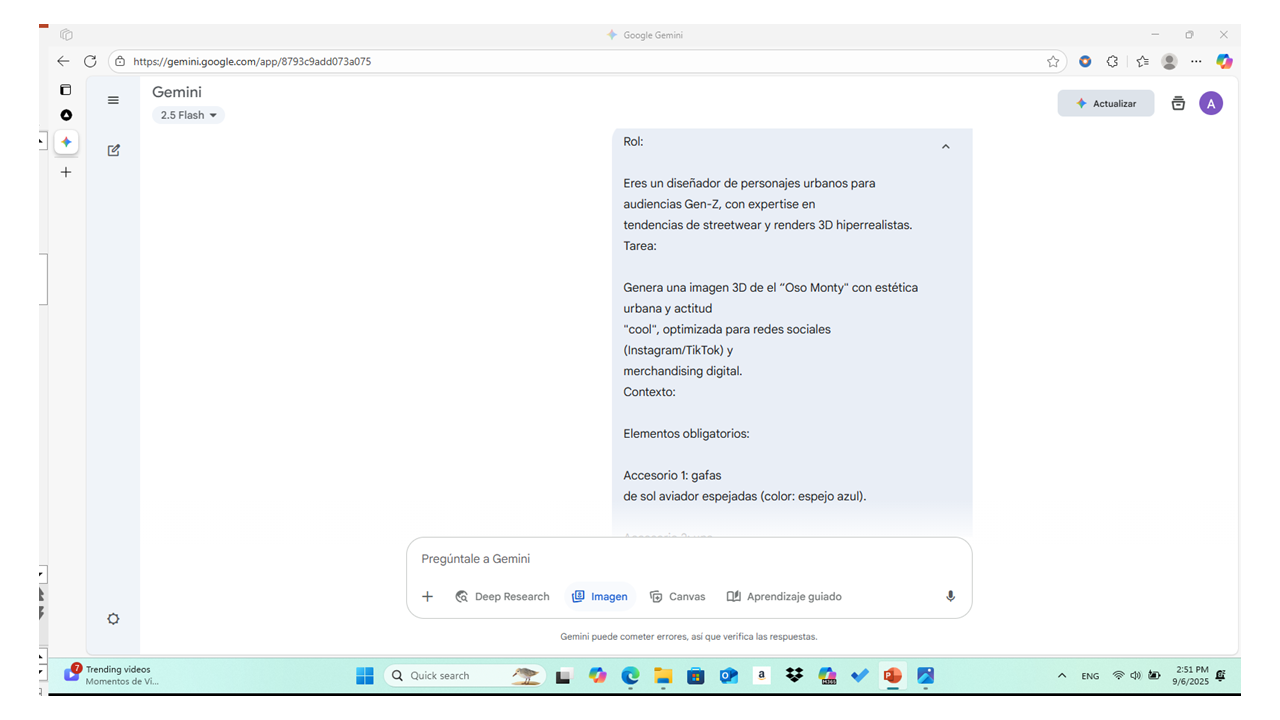 Google Gemini
https://gemini.google.com/app/8793c9add073a075
Gemini
2.5 Flash
Actualizar
A
Rol:
Eres un diseñador de personajes urbanos para
audiencias Gen-Z, con expertise en
tendencias de streetwear y renders 3D hiperrealistas.
Tarea:
Genera una imagen 3D de el “Oso Monty" con estética
urbana y actitud
"cool", optimizada para redes sociales
(Instagram/TikTok) y
merchandising digital.
Contexto:
Elementos obligatorios:
Accesorio 1: gafas
de sol aviador espejadas (color: espejo azul).
Pregúntale a Gemini
Deep Research
Imagen
Canvas
Aprendizaje guiado
Gemini puede cometer errores, así que verifica las respuestas.
7
Trending videos
Momentos de Vi...
Quick search
a
M365
P
ENG
2:51 PM
9/6/2025